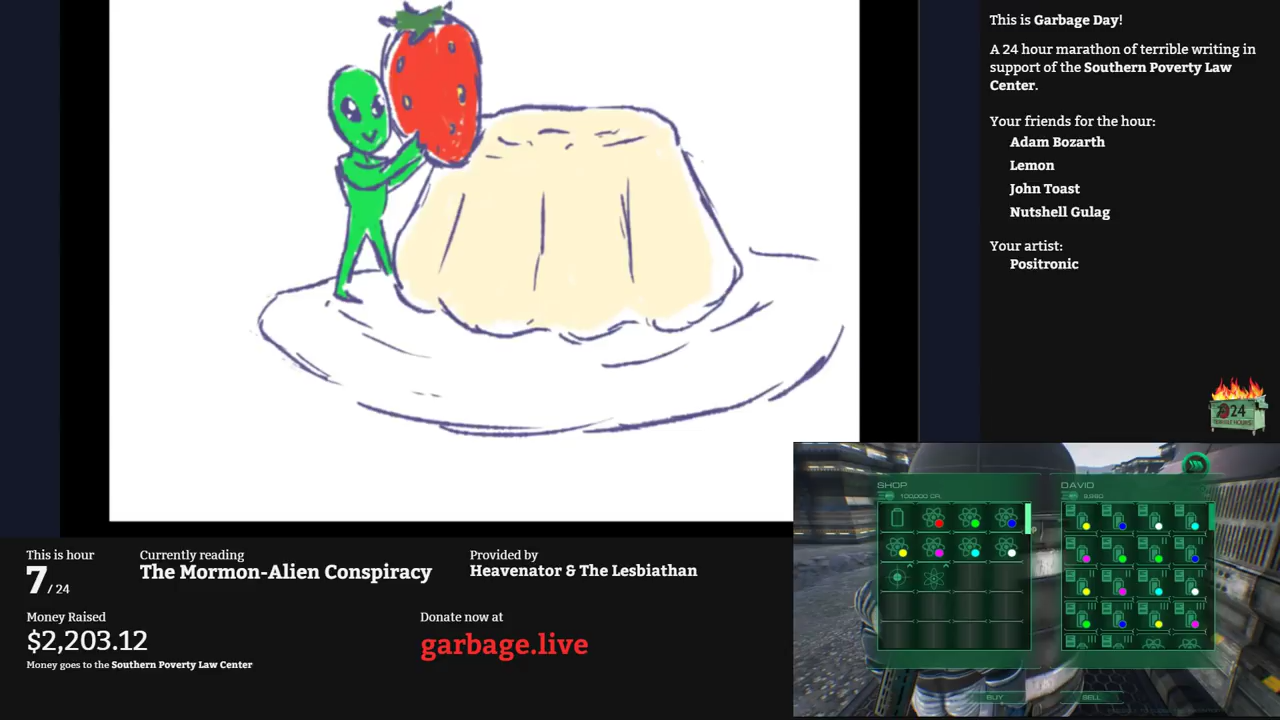 This is Garbage Day!
A 24 hour marathon of terrible writing in
support of the Southern Poverty Law
Center.
Your friends for the hour:
Adam Bozarth
Lemon
John Toast
Nutshell Gulag
Your artist:
Positronic
SHOP
100,000 CR.
DAVID
BUY
SELL
This is hour
7 / 24
Currently reading
The Mormon-Alien Conspiracy
Provided by
Heavenator & The Lesbiathan
Money Raised
$2,203.12
Money goes to the Southern Poverty Law Center
Donate now at
garbage.live